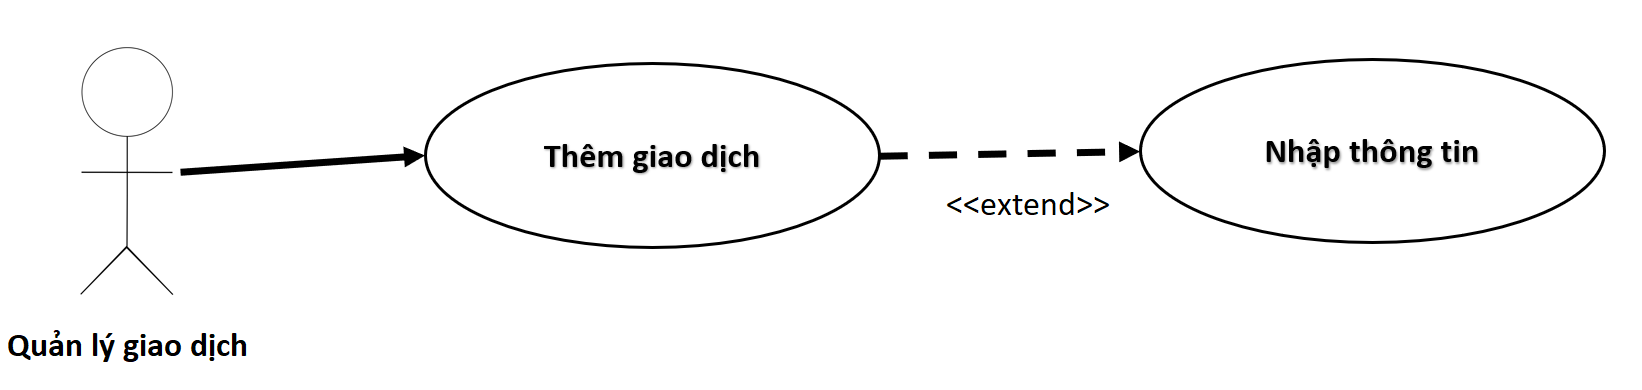 Thêm giao dịch
Nhập thông tin
<<extend>>
Quản lý giao dịch